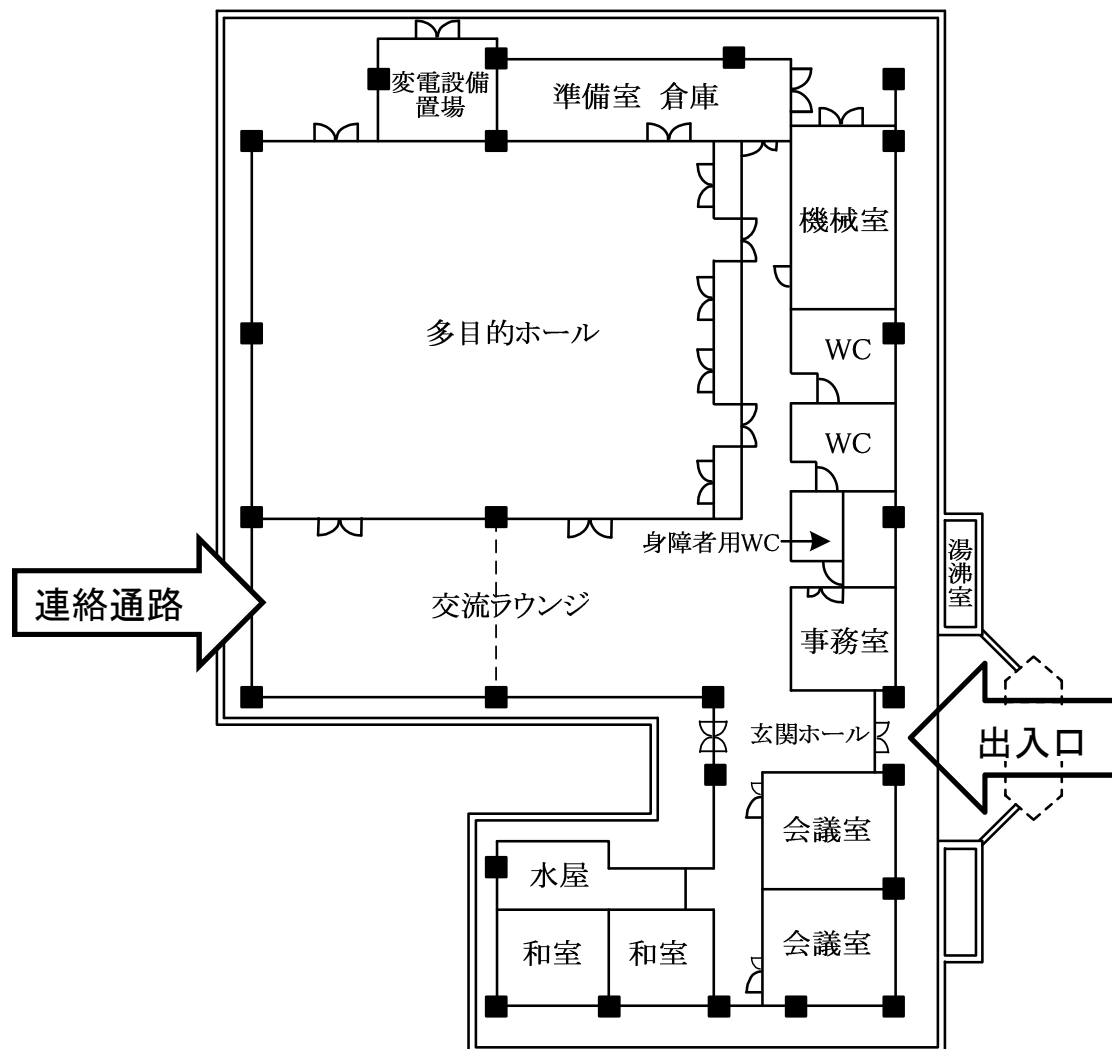 変電設備
置場
準備室 倉庫
機械室
多目的ホール
WC
WC
身障者用WC
湯沸室
連絡通路
交流ラウンジ
事務室
玄関ホール
出入口
会議室
水屋
会議室
和室
和室